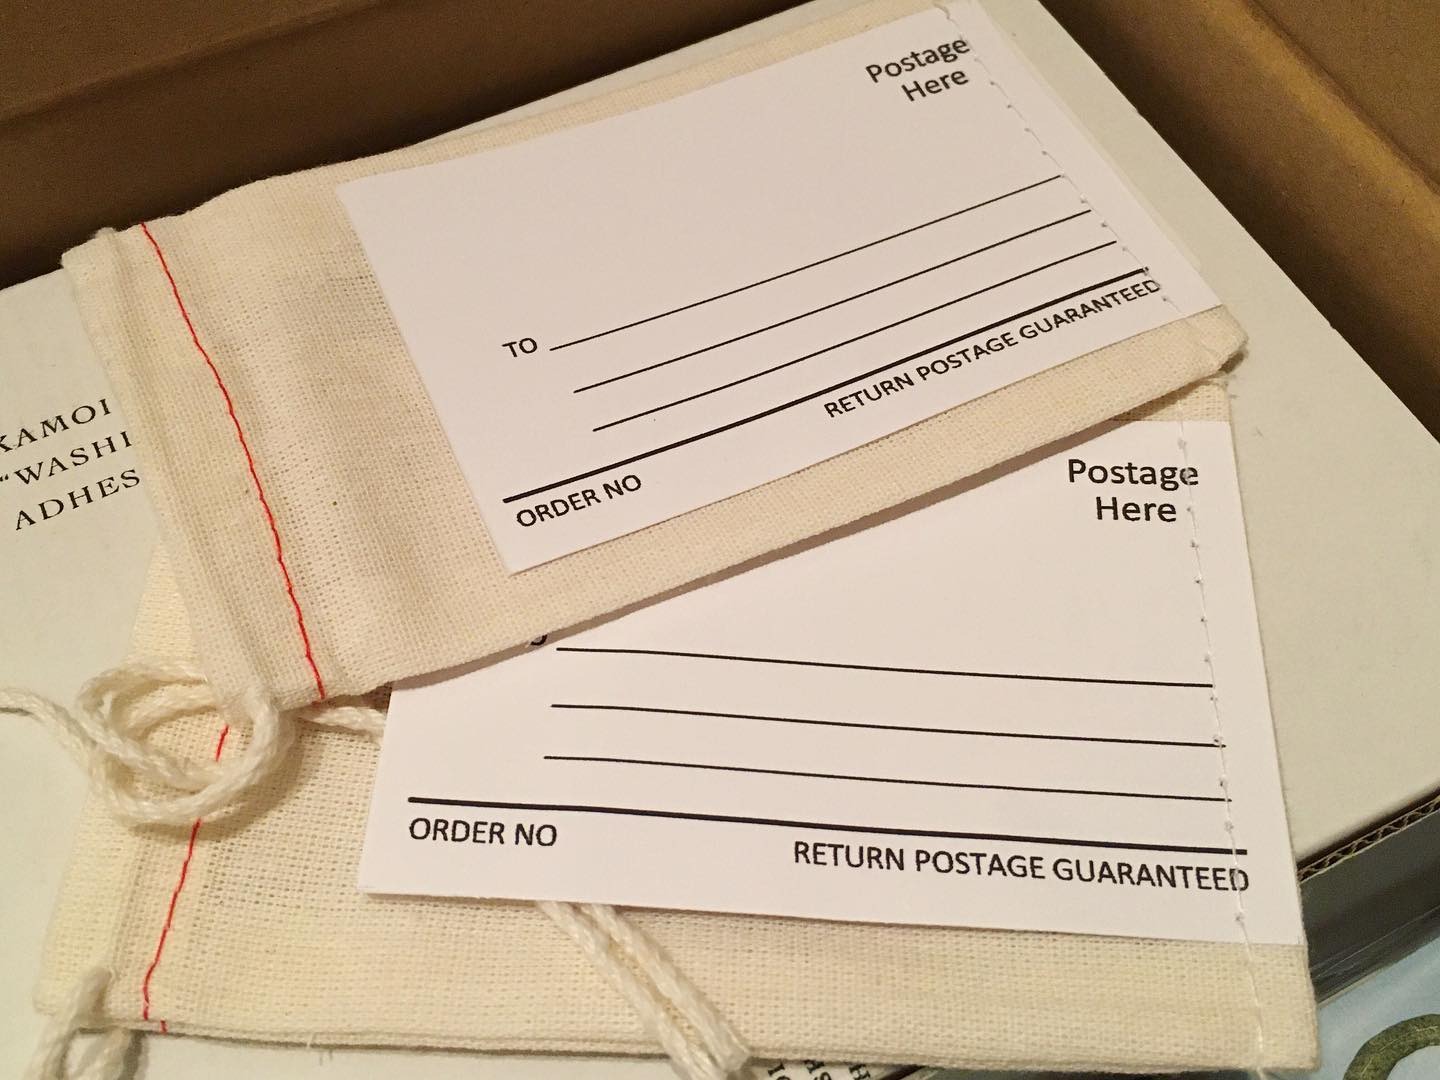 Postage
Here
TO
RETURN POSTAGE GUARANTEED
ORDER NO
KAMOI
"WASHI
ADHES
Postage
Here
ORDER NO
RETURN POSTAGE GUARANTEED